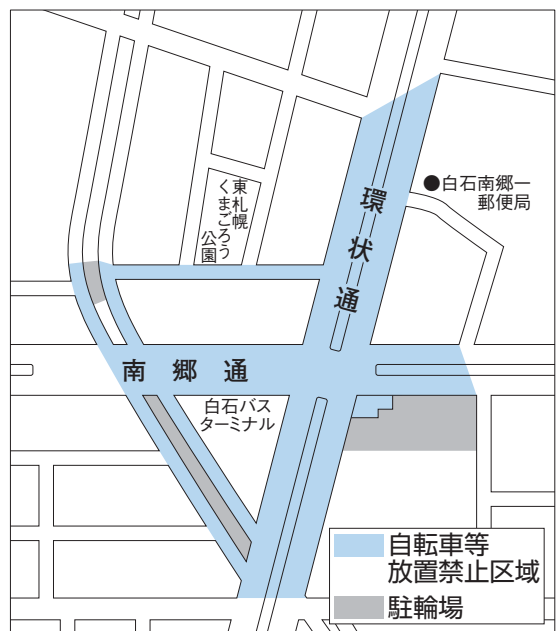 東札幌
くまごろう
公園
環状通
●白石南郷一
郵便局
南郷通
白石バス
ターミナル
自転車等
放置禁止区域
駐輪場